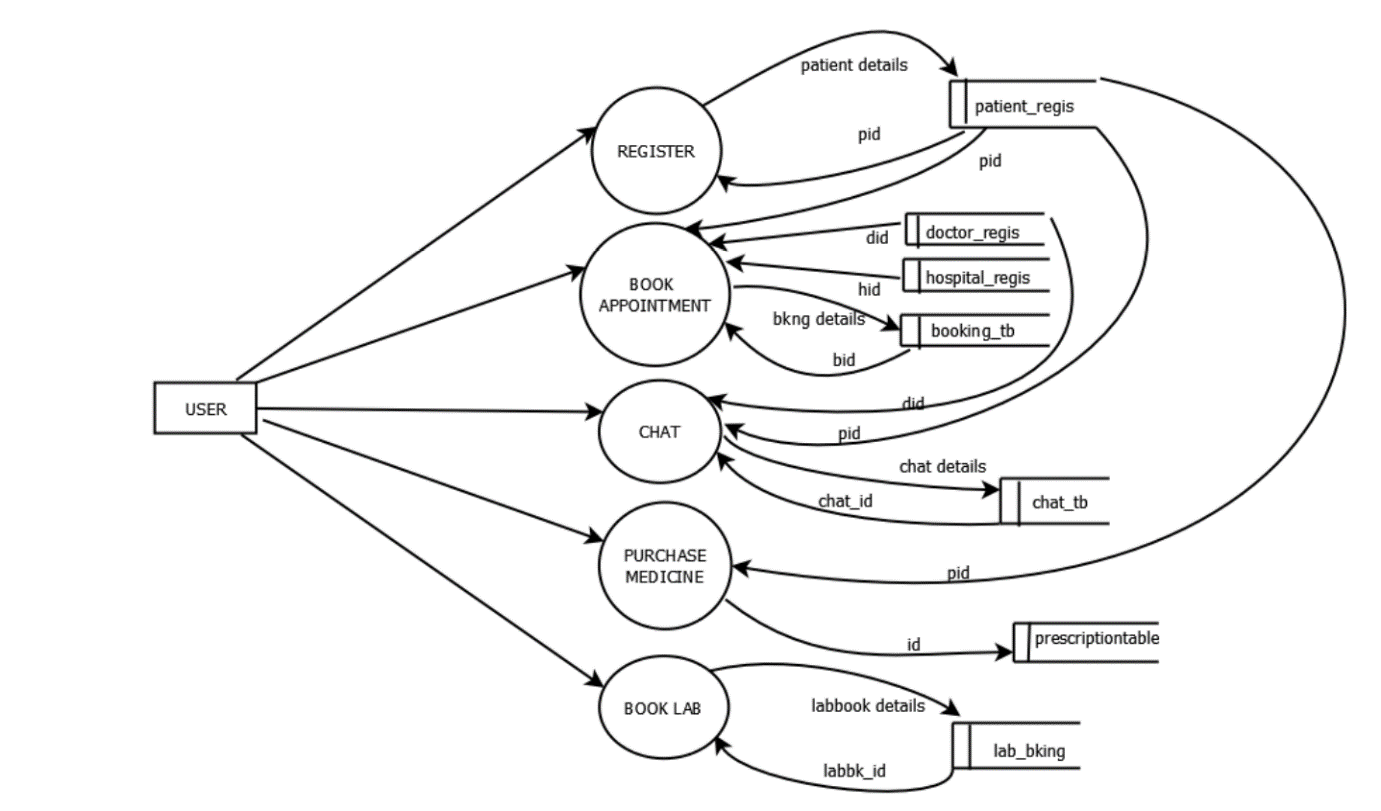 patient details
patient_regis
pid
REGISTER
pid
doctor_regis
did
hospital_regis
hid
BOOK
APPOINTMENT
bkng details
booking_tb
bid
USER
did
CHAT
pid
chat details
chat_id
chat_tb
PURCHASE
MEDICINE
pid
id
prescriptiontable
BOOK LAB
labbook details
lab_bking
labbk_id